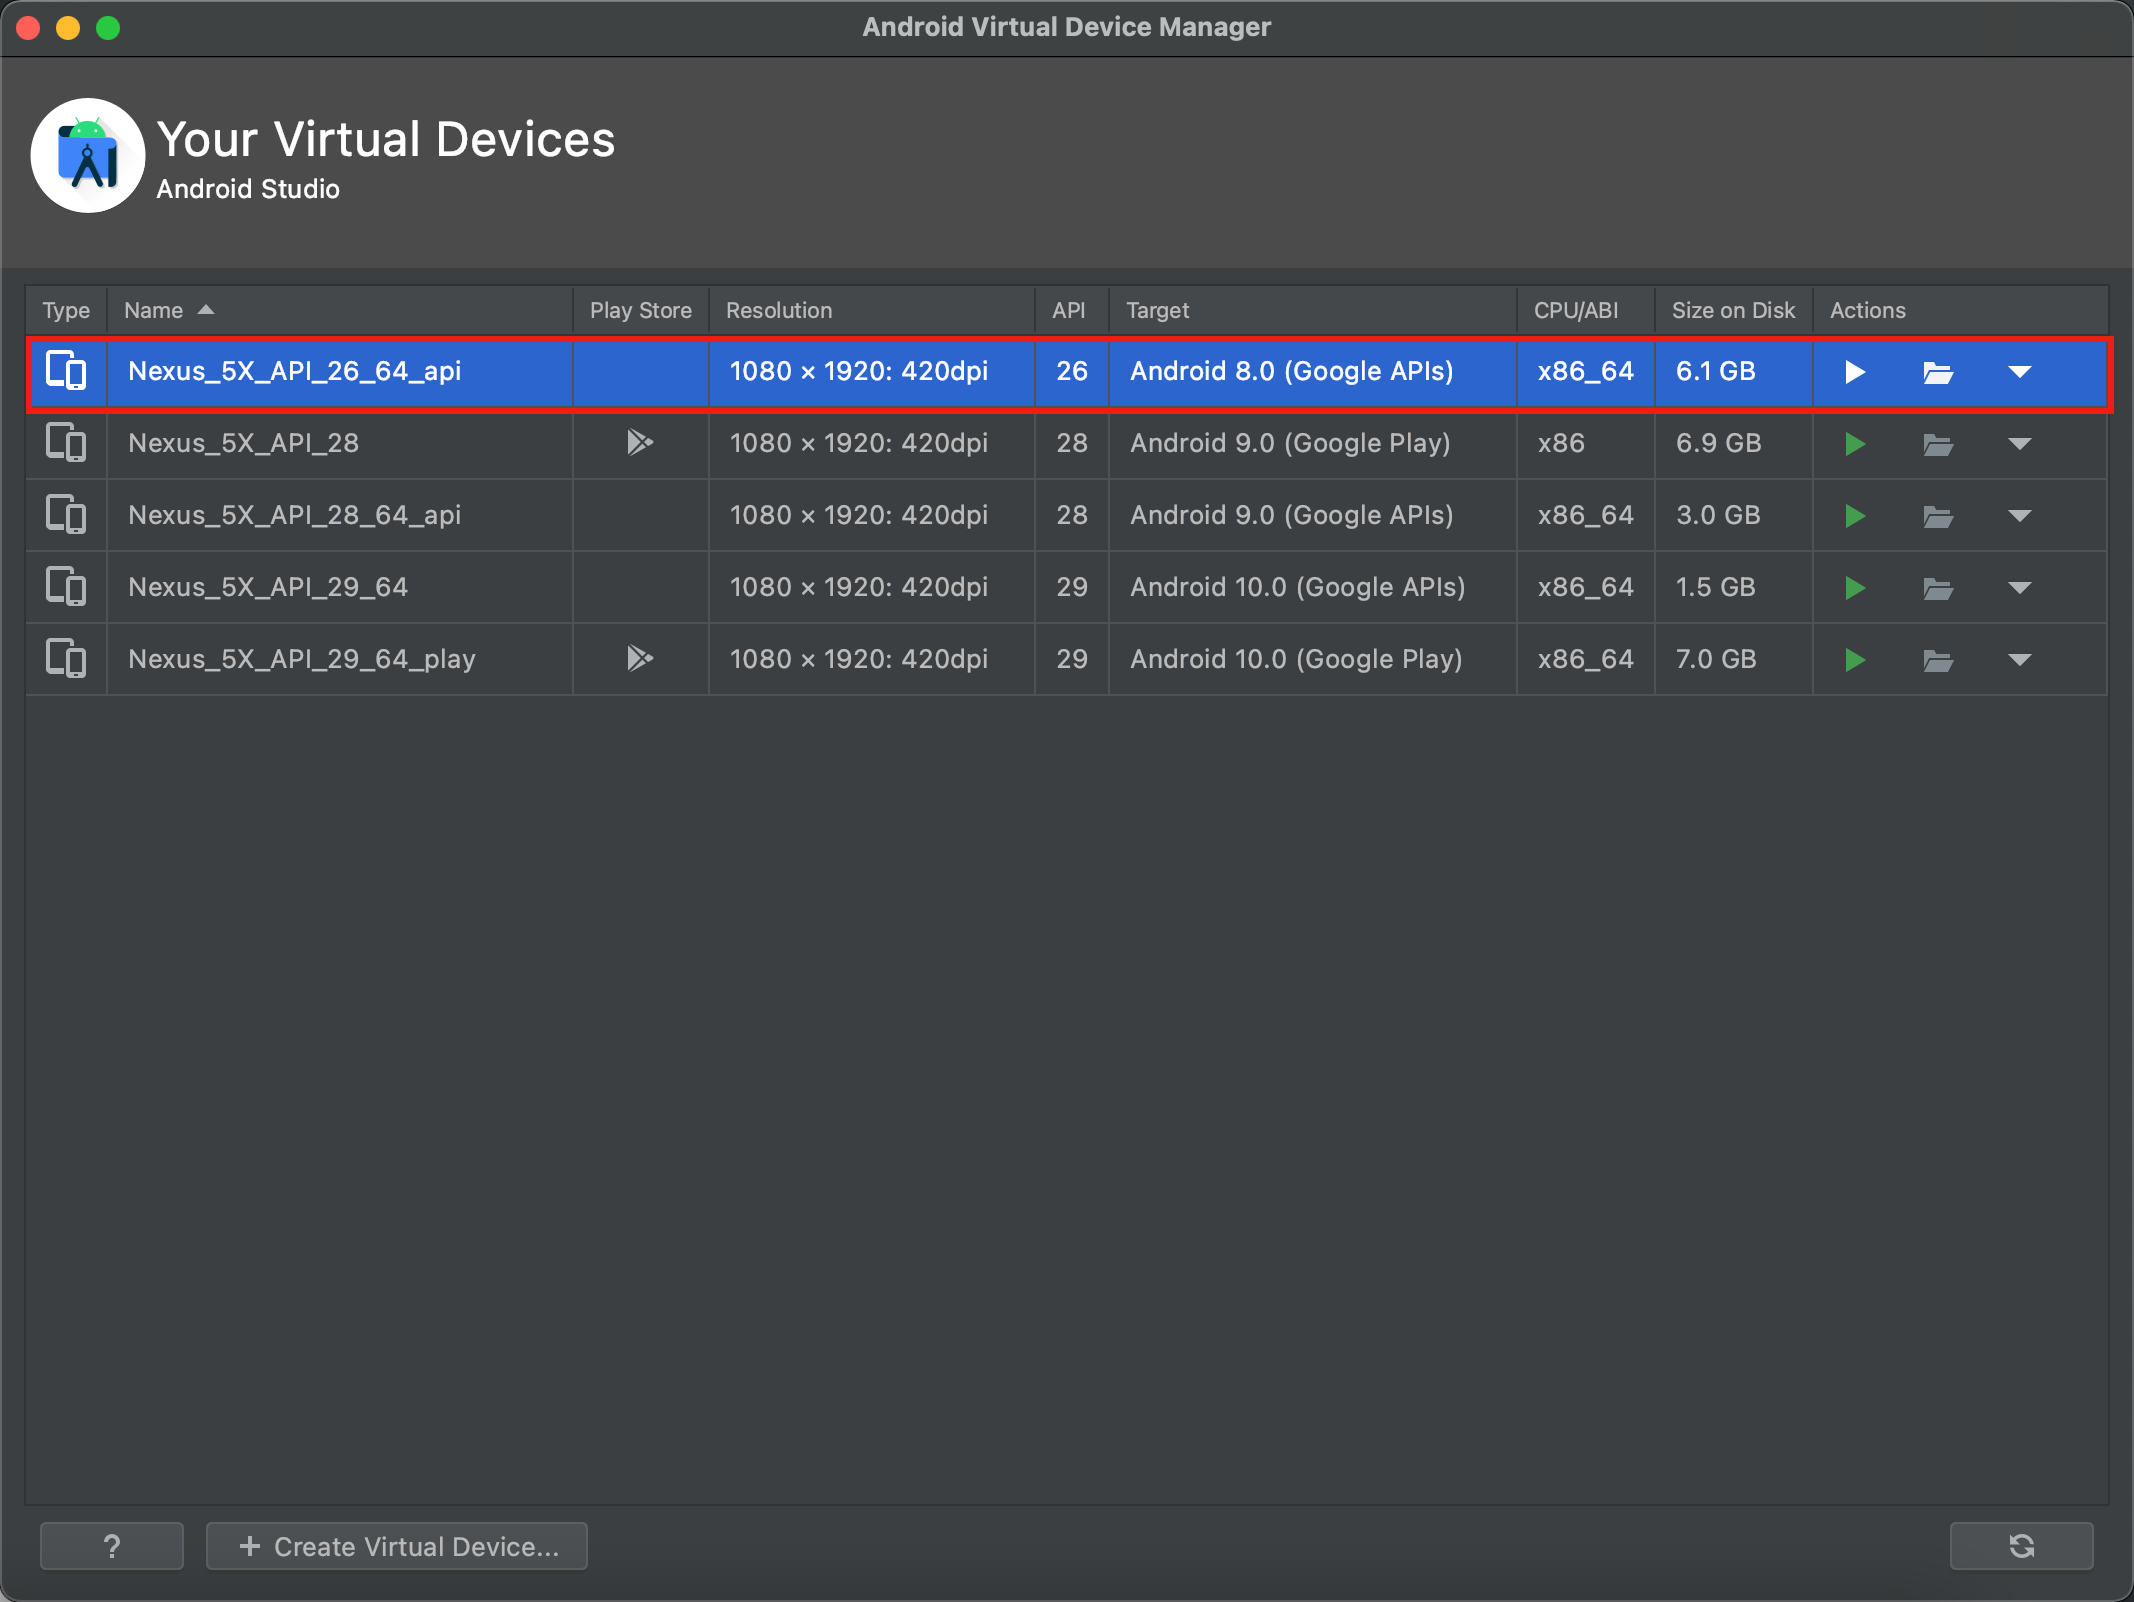 Android Virtual Device Manager
Your Virtual Devices
Android Studio
Type Name Play Store Resolution API Target CPU/ABI Size on Disk Actions
Nexus_5X_API_26_64_api 1080 × 1920: 420dpi 26 Android 8.0 (Google APIs) x86_64 6.1 GB
Nexus_5X_API_28 1080 × 1920: 420dpi 28 Android 9.0 (Google Play) x86 6.9 GB
Nexus_5X_API_28_64_api 1080 × 1920: 420dpi 28 Android 9.0 (Google APIs) x86_64 3.0 GB
Nexus_5X_API_29_64 1080 × 1920: 420dpi 29 Android 10.0 (Google APIs) x86_64 1.5 GB
Nexus_5X_API_29_64_play 1080 × 1920: 420dpi 29 Android 10.0 (Google Play) x86_64 7.0 GB
? + Create Virtual Device...